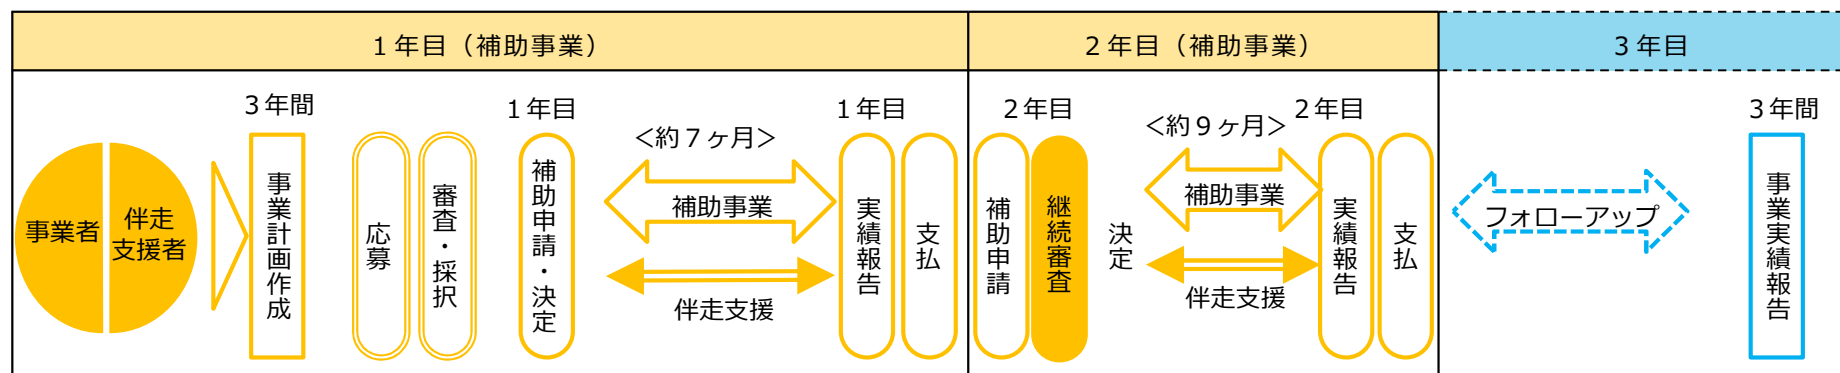 1年目（補助事業）
2年目（補助事業）
3年目
事業者
伴走
支援者
3年間
事業計画作成
応募
審査・採択
1年目
補助申請・決定
＜約7ヶ月＞
補助事業
伴走支援
1年目
実績報告
支払
2年目
補助申請
継続審査
決定
＜約9ヶ月＞
補助事業
伴走支援
2年目
実績報告
支払
フォローアップ
3年間
事業実績報告